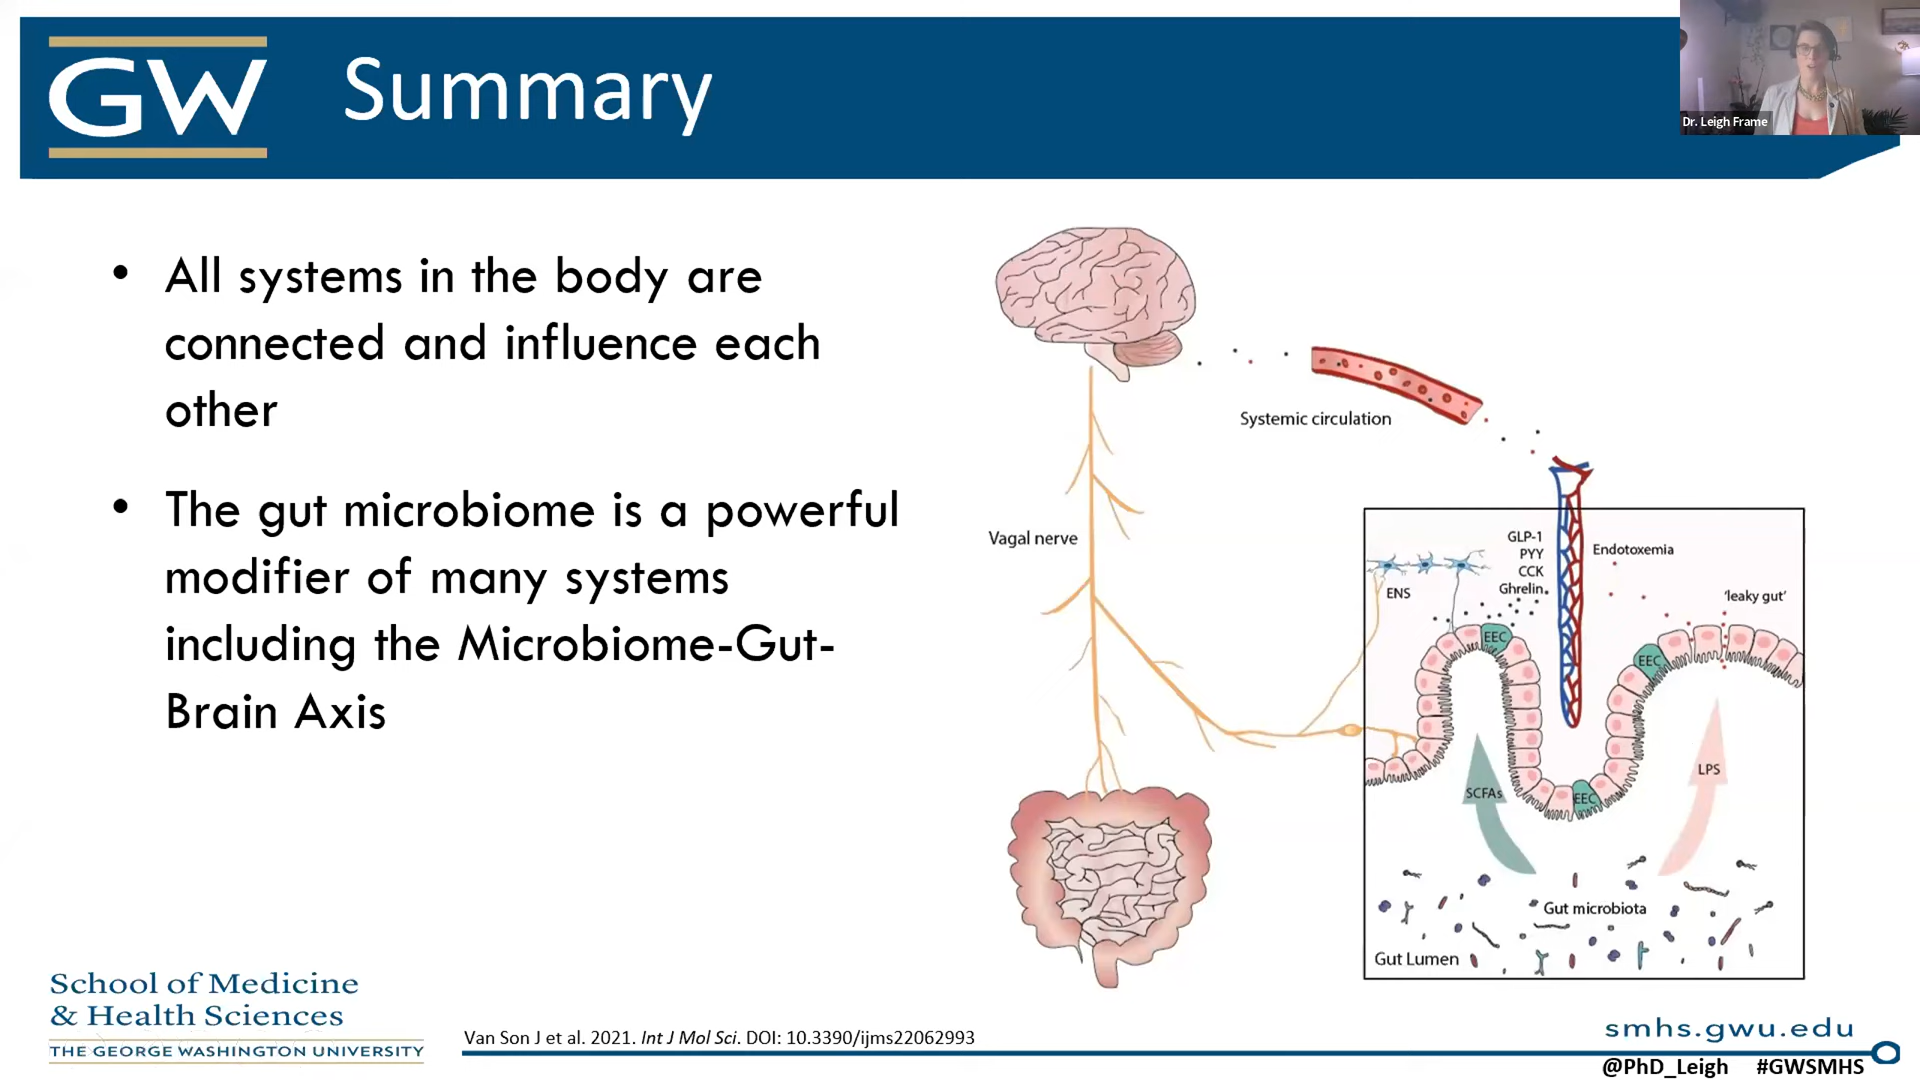 GW
Summary
Dr. Leigh Frame
• All systems in the body are
connected and influence each
other
• The gut microbiome is a powerful
modifier of many systems
including the Microbiome-Gut-
Brain Axis
Systemic circulation
Vagal nerve
GLP-1
PYY
CCK
Ghrelin
Endotoxemia
ENS
'leaky gut'
EEC
EEC
EEC
SCFAs
LPS
Gut microbiota
Gut Lumen
School of Medicine
& Health Sciences
THE GEORGE WASHINGTON UNIVERSITY
Van Son J et al. 2021. Int J Mol Sci. DOI: 10.3390/ijms22062993
smhs.gwu.edu
@PhD_Leigh #GWSMHS